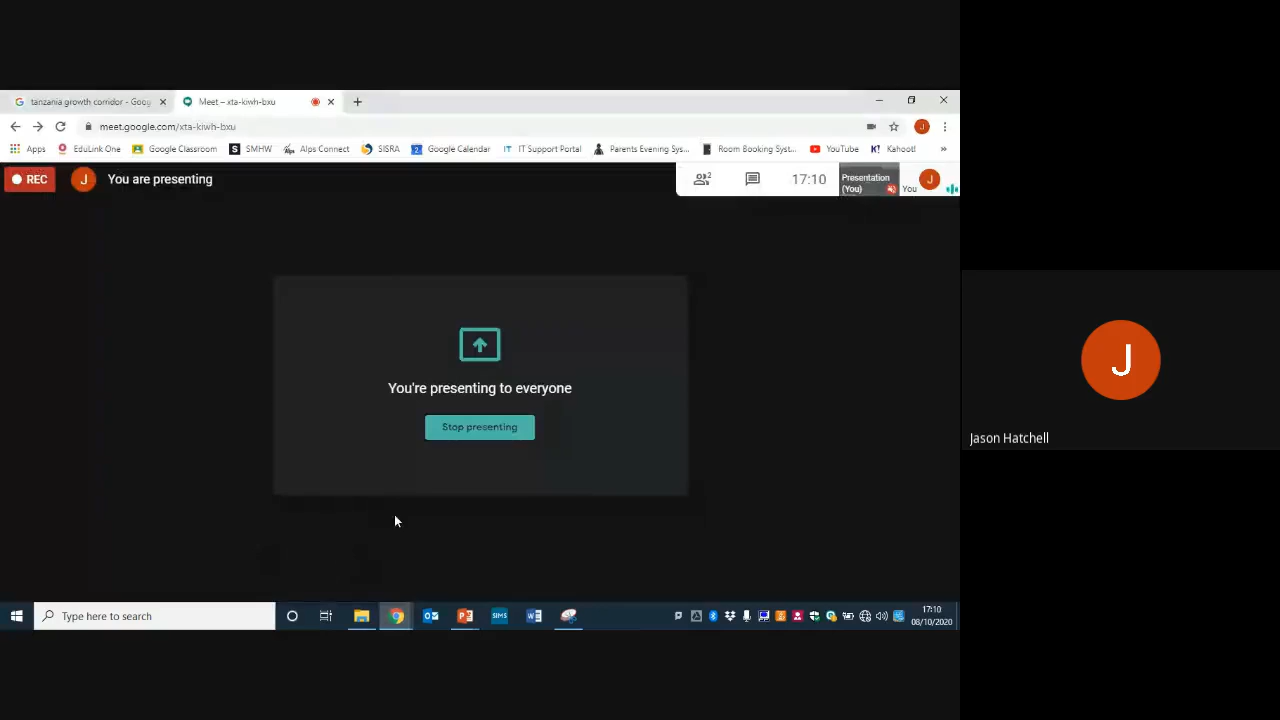 tanzania growth corridor - Goog
Meet – xta-kiwh-bxu
meet.google.com/xta-kiwh-bxu
Apps
EduLink One
Google Classroom
SMHW
Alps Connect
SISRA
Google Calendar
IT Support Portal
Parents Evening Sys...
Room Booking Syst...
YouTube
Kahoot!
REC
J
You are presenting
2
17:10
Presentation
(You)
You
J
You're presenting to everyone
Stop presenting
J
Jason Hatchell
Type here to search
SIMS
17:10
08/10/2020